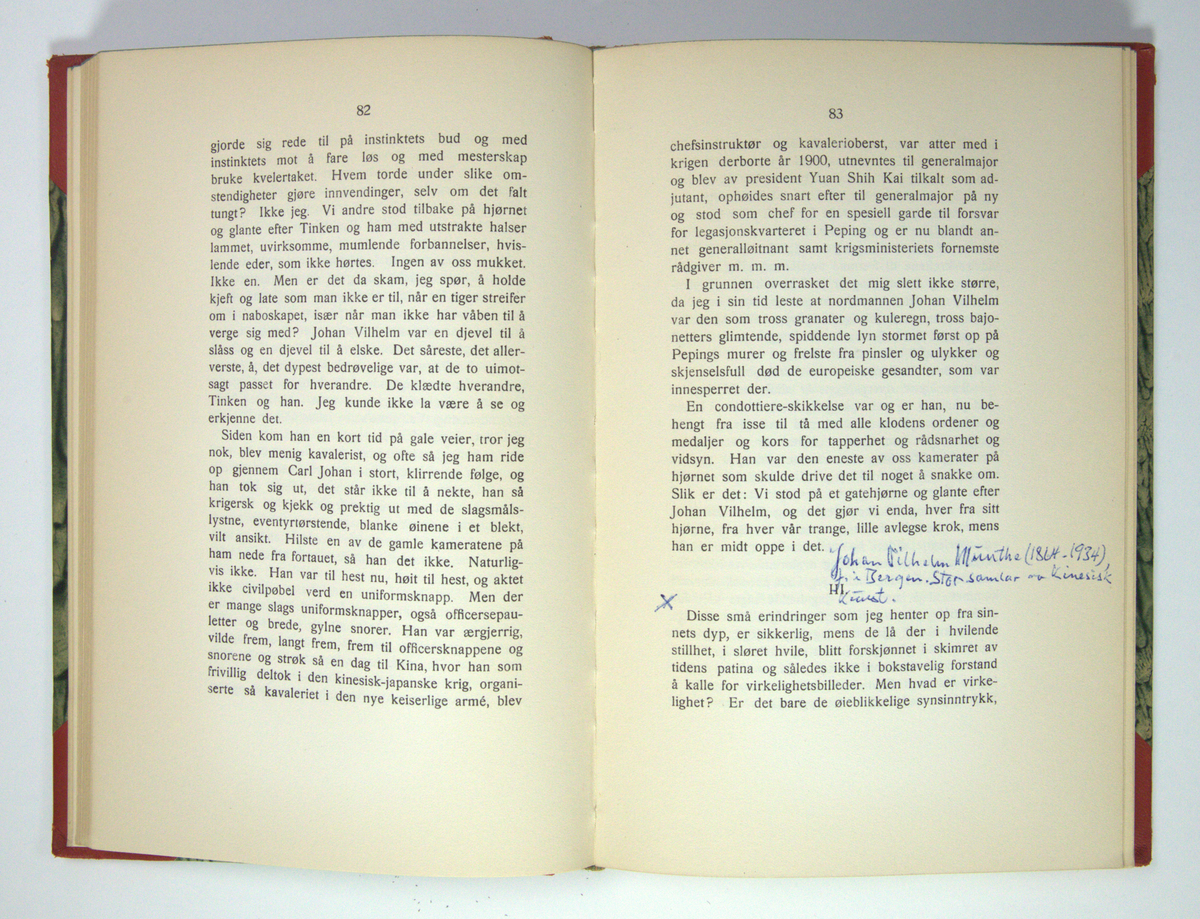 82
gjorde sig rede til på instinktets bud og med
instinktets mot å fare løs og med mesterskap
bruke kvelertaket. Hvem torde under slike om-
stendigheter gjøre innvendinger, selv om det falt
tungt? Ikke jeg. Vi andre stod tilbake på hjørnet
og glante efter Tinken og ham med utstrakte halser
lammet, uvirksomme, mumlende forbannelser, hvis-
lende eder, som ikke hørtes. Ingen av oss mukket.
Ikke en. Men er det da skam, jeg spør, å holde
kjeft og late som man ikke er til, når en tiger streifer
om i naboskapet, især når man ikke har våben til å
verge sig med? Johan Vilhelm var en djevel til å
slåss og en djevel til å elske. Det såreste, det aller-
verste, å, det dypest bedrøvelige var, at de to uimot-
sagt passet for hverandre. De klædte hverandre,
Tinken og han. Jeg kunde ikke la være å se og
erkjenne det.
Siden kom han en kort tid på gale veier, tror jeg
nok, blev menig kavalerist, og ofte så jeg ham ride
op gjennem Carl Johan i stort, klirrende følge, og
han tok sig ut, det står ikke til å nekte, han så
krigersk og kjekk og prektig ut med de slagsmåls-
lystne, eventyrtørstende, blanke øinene i et blekt,
vilt ansikt. Hilste en av de gamle kameratene på
ham nede fra fortauet, så han det ikke. Naturlig-
vis ikke. Han var til hest nu, høit til hest, og aktet
ikke civilpøbel verd en uniformsknapp. Men der
er mange slags uniformsknapper, også officersepau-
letter og brede, gylne snorer. Han var ærgjerrig,
vilde frem, langt frem, frem til officersknappene og
snorene og strøk så en dag til Kina, hvor han som
frivillig deltok i den kinesisk-japanske krig, organi-
serte så kavaleriet i den nye keiserlige armé, blev
83
chefsinstruktør og kavalerioberst, var atter med i
krigen derborte år 1900, utnevntes til generalmajor
og blev av president Yuan Shih Kai tilkalt som ad-
jutant, ophøides snart efter til generalmajor på ny
og stod som chef for en spesiell garde til forsvar
for legasjonskvarteret i Peping og er nu blandt an-
net generalløitnant samt krigsministeriets fornemste
rådgiver m. m. m.
I grunnen overrasket det mig slett ikke større,
da jeg i sin tid leste at nordmannen Johan Vilhelm
var den som tross granater og kuleregn, tross bajo-
netters glimtende, spiddende lyn stormet først op på
Pepings murer og frelste fra pinsler og ulykker og
skjenselsfull død de europeiske gesandter, som var
innesperret der.
En condottiere-skikkelse var og er han, nu be-
hengt fra isse til tå med alle klodens ordener og
medaljer og kors for tapperhet og rådsnarhet og
vidsyn. Han var den eneste av oss kamerater på
hjørnet som skulde drive det til noget å snakke om.
Slik er det: Vi stod på et gatehjørne og glante efter
Johan Vilhelm, og det gjør vi enda, hver fra sitt
hjørne, fra hver vår trange, lille avlegse krok, mens
han er midt oppe i det.
Johan Vilhelm Munthe (1864-1934)
i Bergen. Stor samlar av Kinesisk
Kunst.
III.
X
Disse små erindringer som jeg henter op fra sin-
nets dyp, er sikkerlig, mens de lå der i hvilende
stillhet, i sløret hvile, blitt forskjønnet i skimret av
tidens patina og således ikke i bokstavelig forstand
å kalle for virkelighetsbilleder. Men hvad er virke-
lighet? Er det bare de øieblikkelige synsinntrykk,